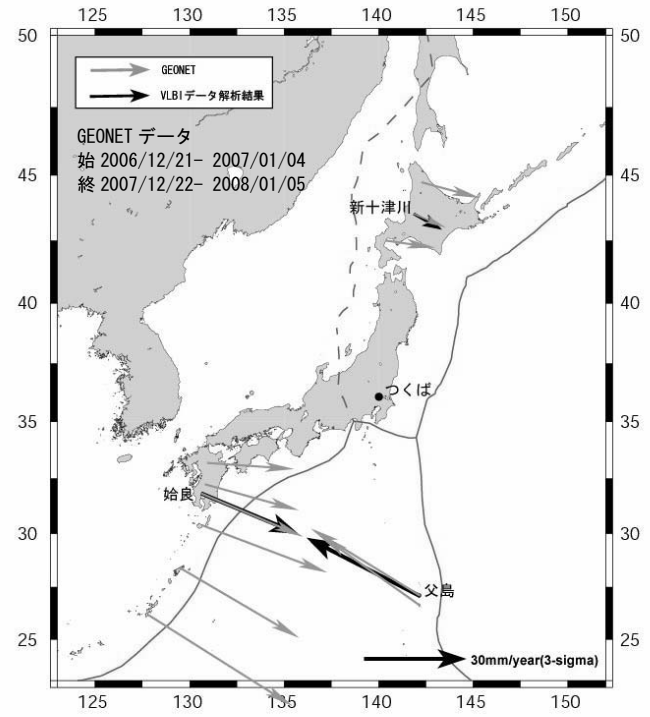 125 130 135 140 145 150
50 50
GEONET
VLBIデータ解析結果
GEONET データ
始 2006/12/21- 2007/01/04
終 2007/12/22- 2008/01/05
45 45
新十津川
40 40
つくば
35 35
姶良
30 30
父島
25 25
30mm/year(3-sigma)
125 130 135 140 145 150